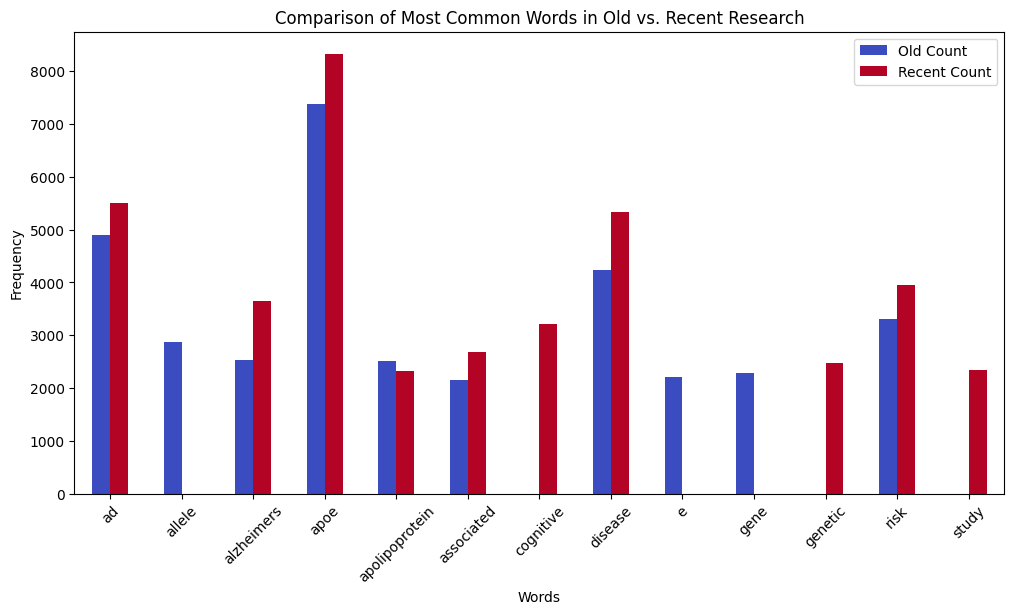 Comparison of Most Common Words in Old vs. Recent Research
Old Count
Recent Count
Frequency
8000
7000
6000
5000
4000
3000
2000
1000
0
ad
allele
alzheimers
apoe
apolipoprotein
associated
cognitive
disease
e
gene
genetic
risk
study
Words